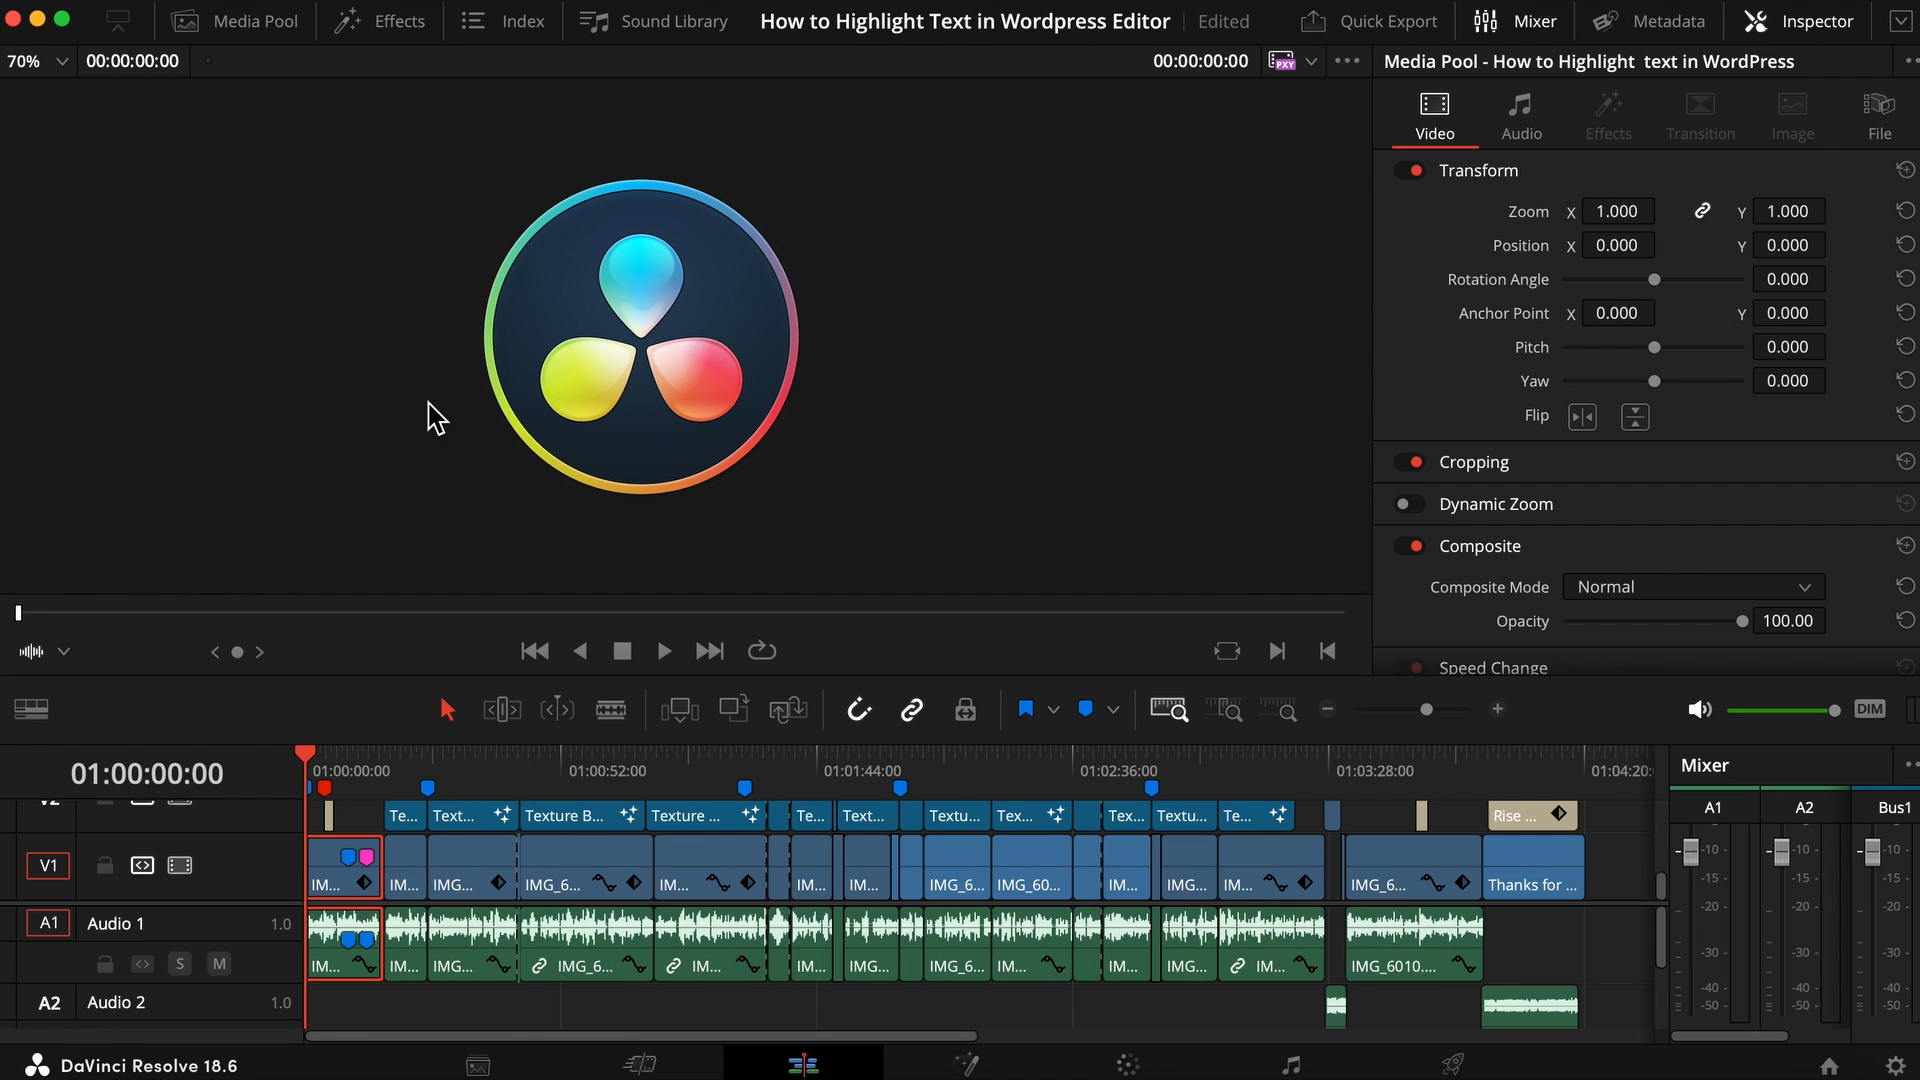 Media Pool
Effects
Index
Sound Library
How to Highlight Text in Wordpress Editor
Edited
Quick Export
Mixer
Metadata
Inspector
70%
00:00:00:00
00:00:00:00
PXY
Media Pool - How to Highlight text in WordPress
Video
Audio
Effects
Transition
Image
File
Transform
Zoom X 1.000 Y 1.000
Position X 0.000 Y 0.000
Rotation Angle 0.000
Anchor Point X 0.000 Y 0.000
Pitch 0.000
Yaw 0.000
Flip
Cropping
Dynamic Zoom
Composite
Composite Mode Normal
Opacity 100.00
Speed Change
DIM
01:00:00:00
01:00:00:00
01:00:52:00
01:01:44:00
01:02:36:00
01:03:28:00
01:04:20:
Mixer
A1
A2
Bus1
V2
Te...
Text...
Texture B...
Texture ...
Te...
Text...
Textu...
Tex...
Tex...
Textu...
Te...
Rise ...
V1
IM...
IM...
IMG...
IMG_6...
IM...
IM...
IM...
IMG_6...
IMG_60...
IM...
IMG...
IM...
IMG_6...
Thanks for ...
-10 -
-15 -
-20 -
-30 -
-40 -
-50 -
-10 -
-15 -
-20 -
-30 -
-40 -
-50 -
-10 -
-15 -
-20 -
-30 -
-40 -
-50 -
A1 Audio 1 1.0
S M
IM...
IM...
IMG...
IMG_6...
IM...
IM...
IMG...
IMG_6...
IM...
IM...
IMG...
IM...
IMG_6010....
A2 Audio 2 1.0
DaVinci Resolve 18.6